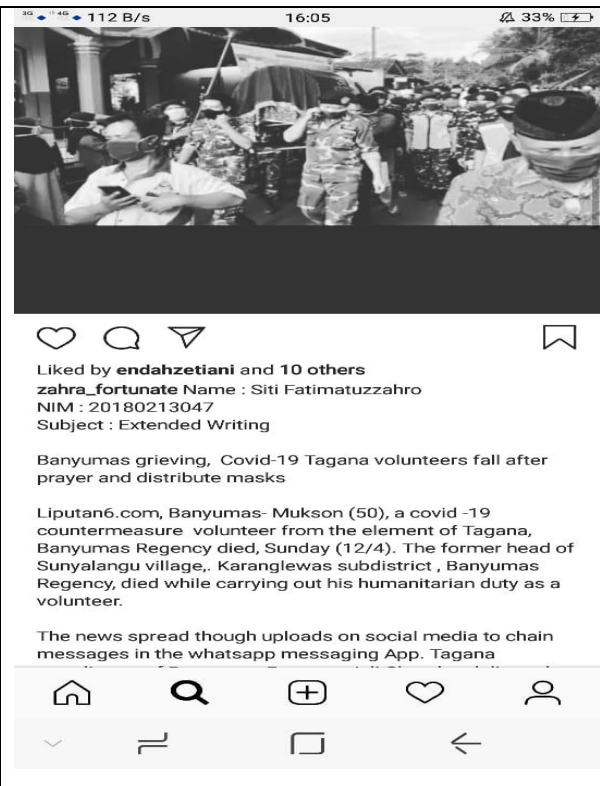 3G 4G 112 B/s 16:05 33%
Liked by endahzetiani and 10 others
zahra_fortunate Name : Siti Fatimatuzzahro
NIM : 20180213047
Subject : Extended Writing
Banyumas grieving, Covid-19 Tagana volunteers fall after
prayer and distribute masks
Liputan6.com, Banyumas- Mukson (50), a covid -19
countermeasure volunteer from the element of Tagana,
Banyumas Regency died, Sunday (12/4). The former head of
Sunyalangu village,. Karanglewas subdistrict , Banyumas
Regency, died while carrying out his humanitarian duty as a
volunteer.
The news spread though uploads on social media to chain
messages in the whatsapp messaging App. Tagana